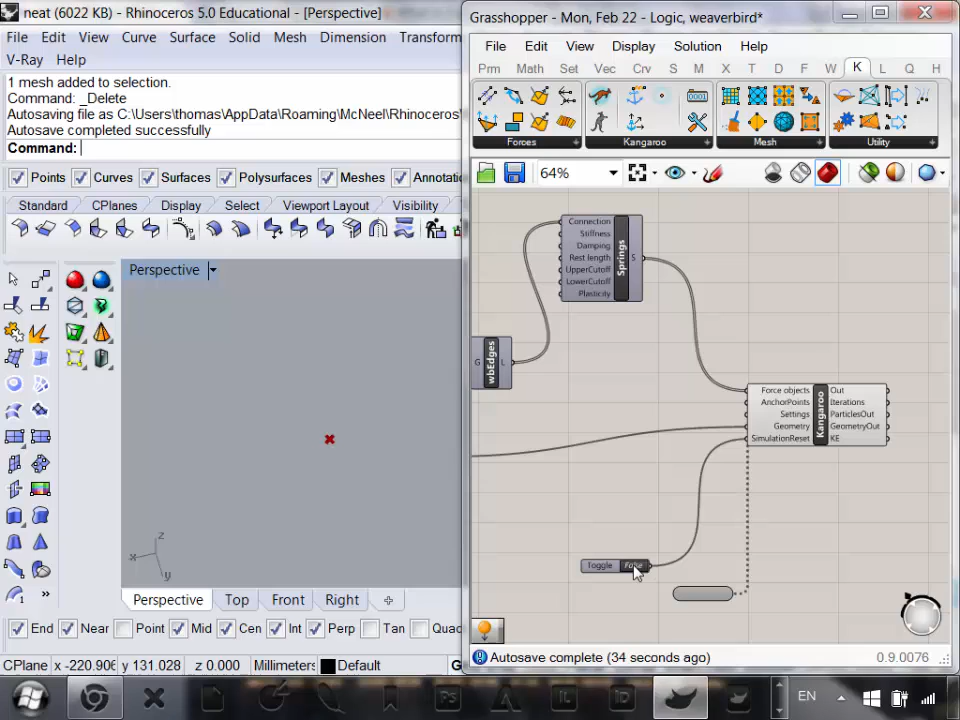 neat (6022 KB) - Rhinoceros 5.0 Educational - [Perspective]
File Edit View Curve Surface Solid Mesh Dimension Transform
V-Ray Help
1 mesh added to selection.
Command: _Delete
Autosaving file as C:\Users\thomas\AppData\Roaming\McNeel\Rhinoceros\
Autosave completed successfully
Command:
Points Curves Surfaces Polysurfaces Meshes Annotatio
Standard CPlanes Display Select Viewport Layout Visibility
Perspective
z
x
y
Perspective Top Front Right
End Near Point Mid Cen Int Perp Tan Quad
CPlane x -220.906 y 131.028 z 0.000 Millimeters Default G
Grasshopper - Mon, Feb 22 - Logic, weaverbird*
File Edit View Display Solution Help
Prm Math Set Vec Crv S M X T D F W K L Q H
Forces Kangaroo Mesh Utility
64%
Connection
Stiffness
Damping
Rest length
UpperCutoff
LowerCutoff
Plasticity
Springs
S
G wbEdges L
Force objects
AnchorPoints
Settings
Geometry
SimulationReset
Kangaroo
Out
Iterations
ParticlesOut
GeometryOut
KE
Toggle False
Autosave complete (34 seconds ago) 0.9.0076
Ps IL iD
EN